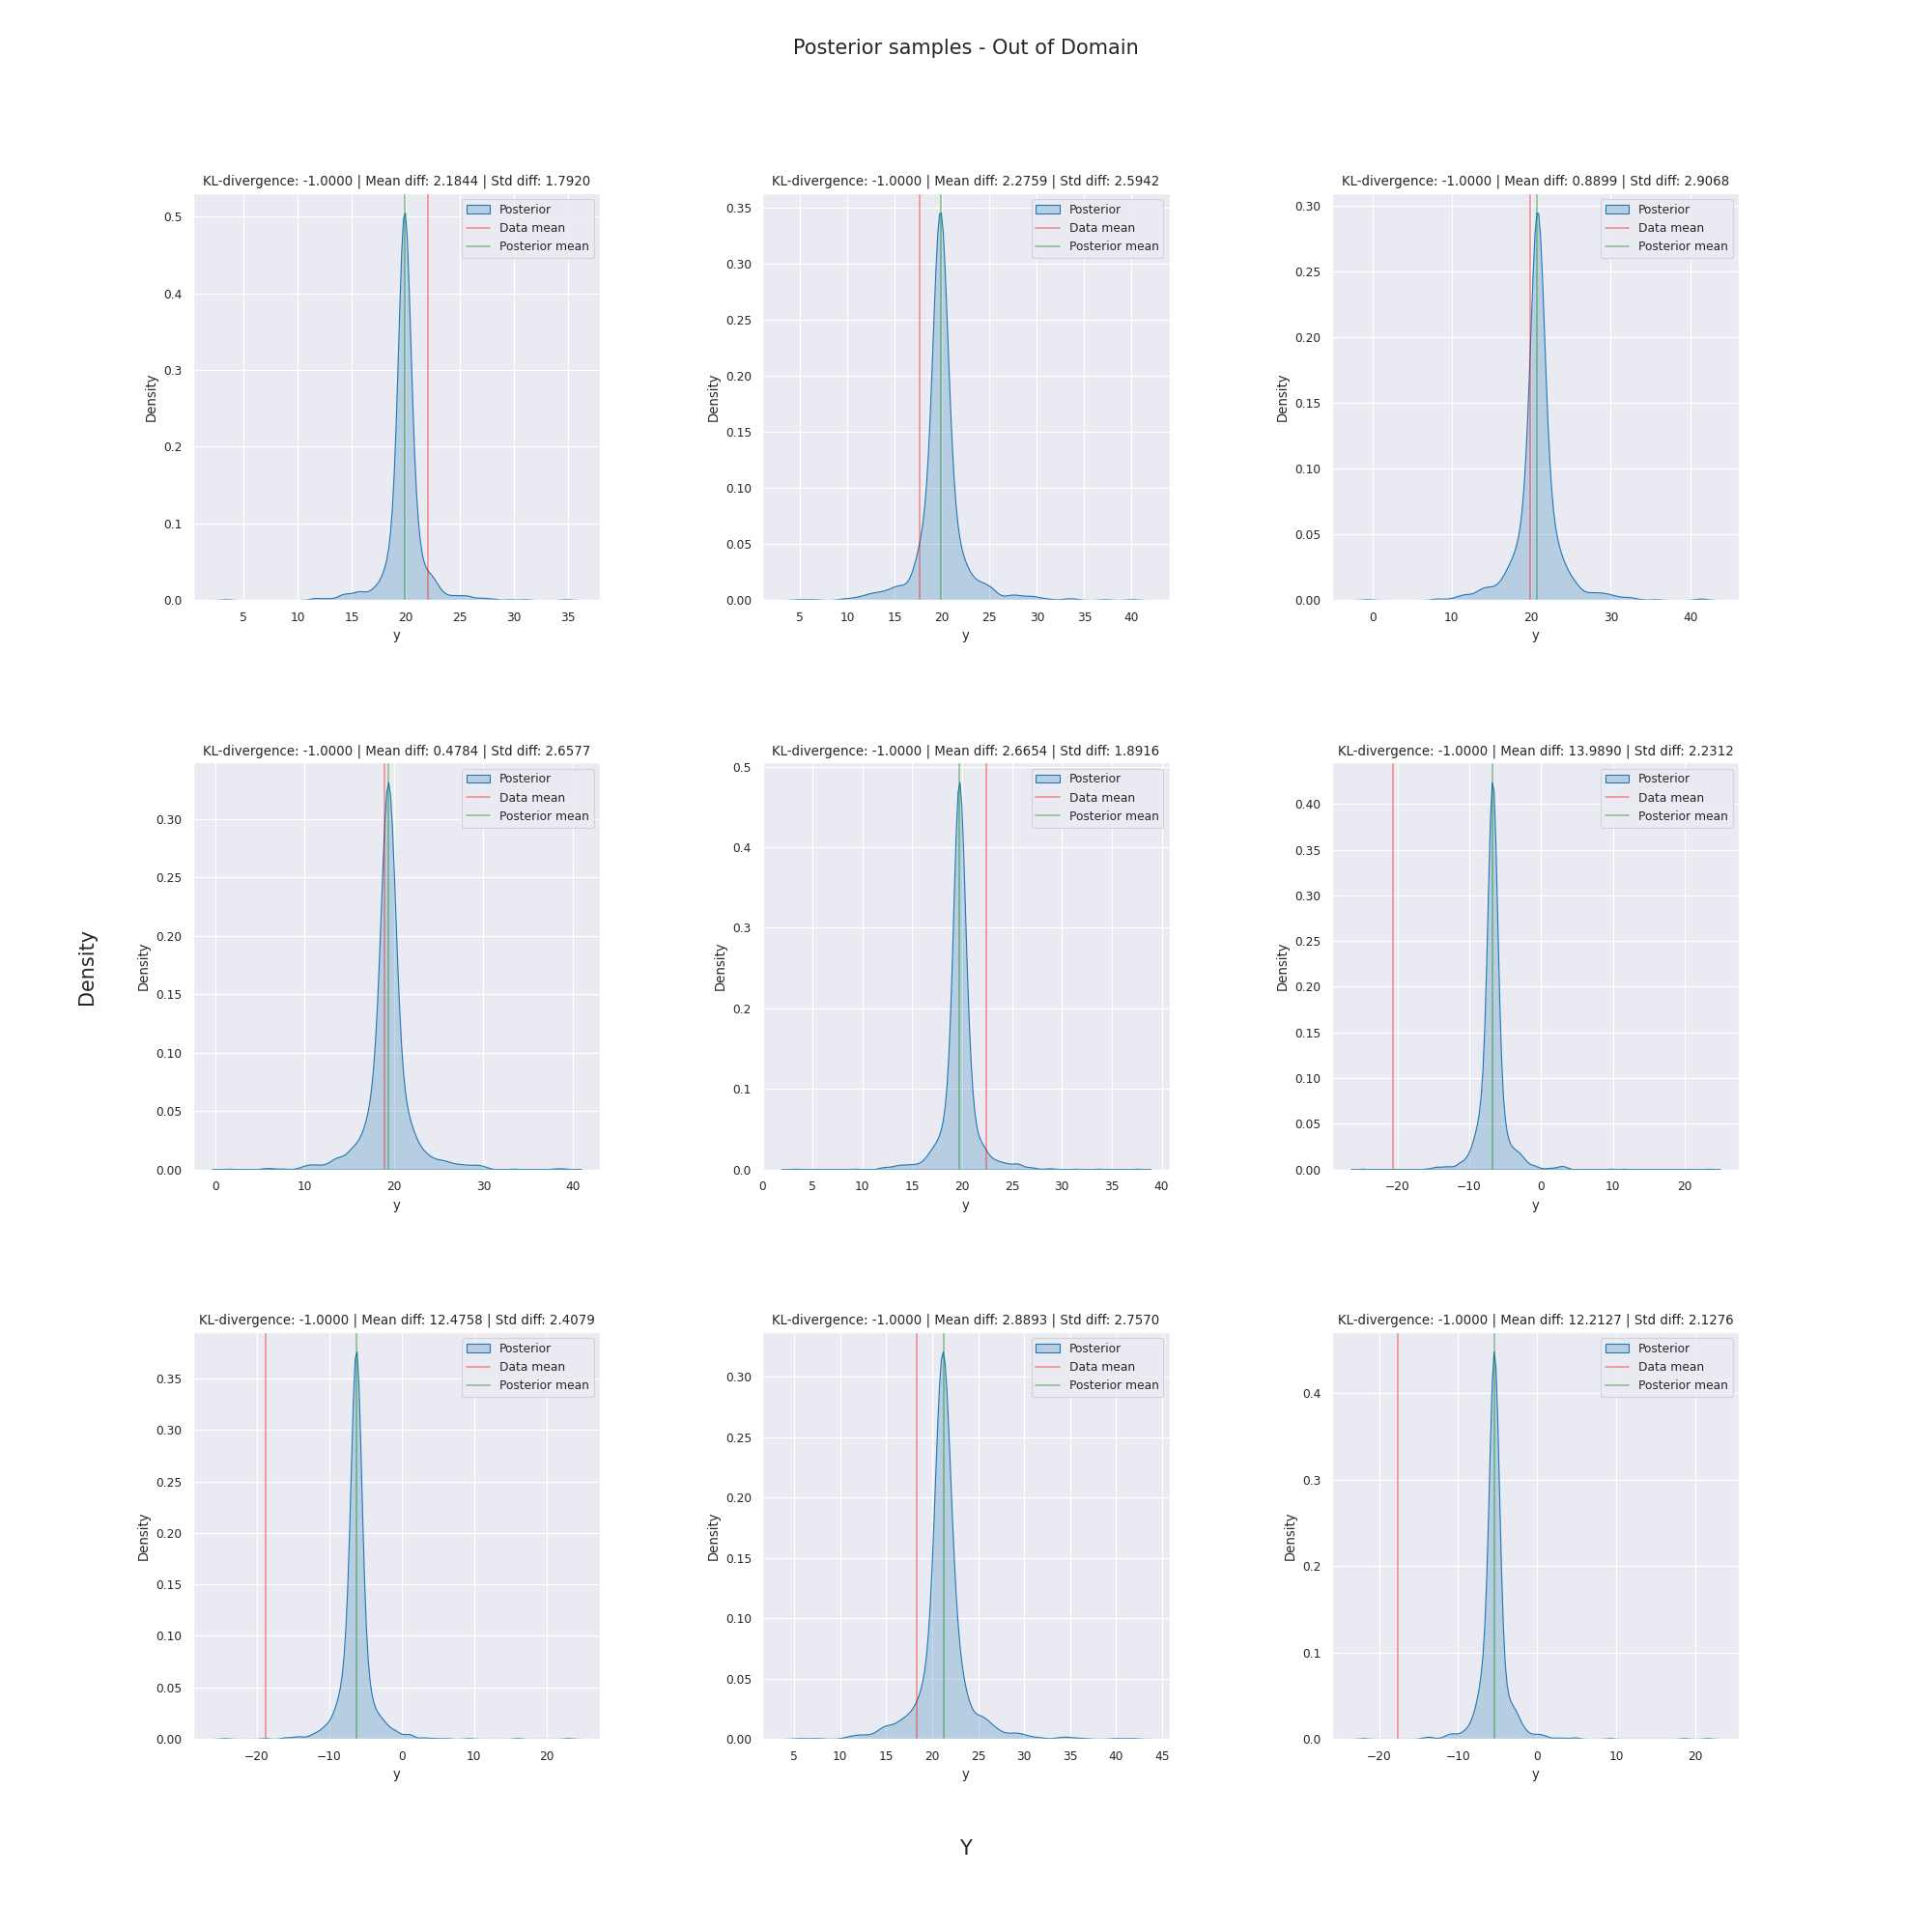 Posterior samples - Out of Domain
KL-divergence: -1.0000 | Mean diff: 2.1844 | Std diff: 1.7920
Posterior
Data mean
Posterior mean
0.5
0.4
0.3
0.2
0.1
0.0
Density
5 10 15 20 25 30 35
y
KL-divergence: -1.0000 | Mean diff: 2.2759 | Std diff: 2.5942
Posterior
Data mean
Posterior mean
0.35
0.30
0.25
0.20
0.15
0.10
0.05
0.00
Density
5 10 15 20 25 30 35 40
y
KL-divergence: -1.0000 | Mean diff: 0.8899 | Std diff: 2.9068
Posterior
Data mean
Posterior mean
0.30
0.25
0.20
0.15
0.10
0.05
0.00
Density
0 10 20 30 40
y
Density
KL-divergence: -1.0000 | Mean diff: 0.4784 | Std diff: 2.6577
Posterior
Data mean
Posterior mean
0.30
0.25
0.20
0.15
0.10
0.05
0.00
Density
0 10 20 30 40
y
KL-divergence: -1.0000 | Mean diff: 2.6654 | Std diff: 1.8916
Posterior
Data mean
Posterior mean
0.5
0.4
0.3
0.2
0.1
0.0
Density
0 5 10 15 20 25 30 35 40
y
KL-divergence: -1.0000 | Mean diff: 13.9890 | Std diff: 2.2312
Posterior
Data mean
Posterior mean
0.40
0.35
0.30
0.25
0.20
0.15
0.10
0.05
0.00
Density
−20 −10 0 10 20
y
KL-divergence: -1.0000 | Mean diff: 12.4758 | Std diff: 2.4079
Posterior
Data mean
Posterior mean
0.35
0.30
0.25
0.20
0.15
0.10
0.05
0.00
Density
−20 −10 0 10 20
y
KL-divergence: -1.0000 | Mean diff: 2.8893 | Std diff: 2.7570
Posterior
Data mean
Posterior mean
0.30
0.25
0.20
0.15
0.10
0.05
0.00
Density
5 10 15 20 25 30 35 40 45
y
KL-divergence: -1.0000 | Mean diff: 12.2127 | Std diff: 2.1276
Posterior
Data mean
Posterior mean
0.4
0.3
0.2
0.1
0.0
Density
−20 −10 0 10 20
y
Y